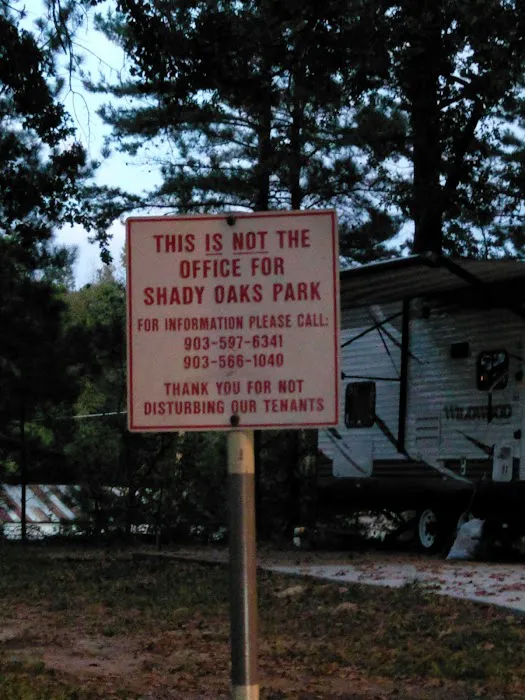 THIS IS NOT THE
OFFICE FOR
SHADY OAKS PARK
FOR INFORMATION PLEASE CALL:
903-597-6341
903-566-1040
THANK YOU FOR NOT
DISTURBING OUR TENANTS
WILDWOOD